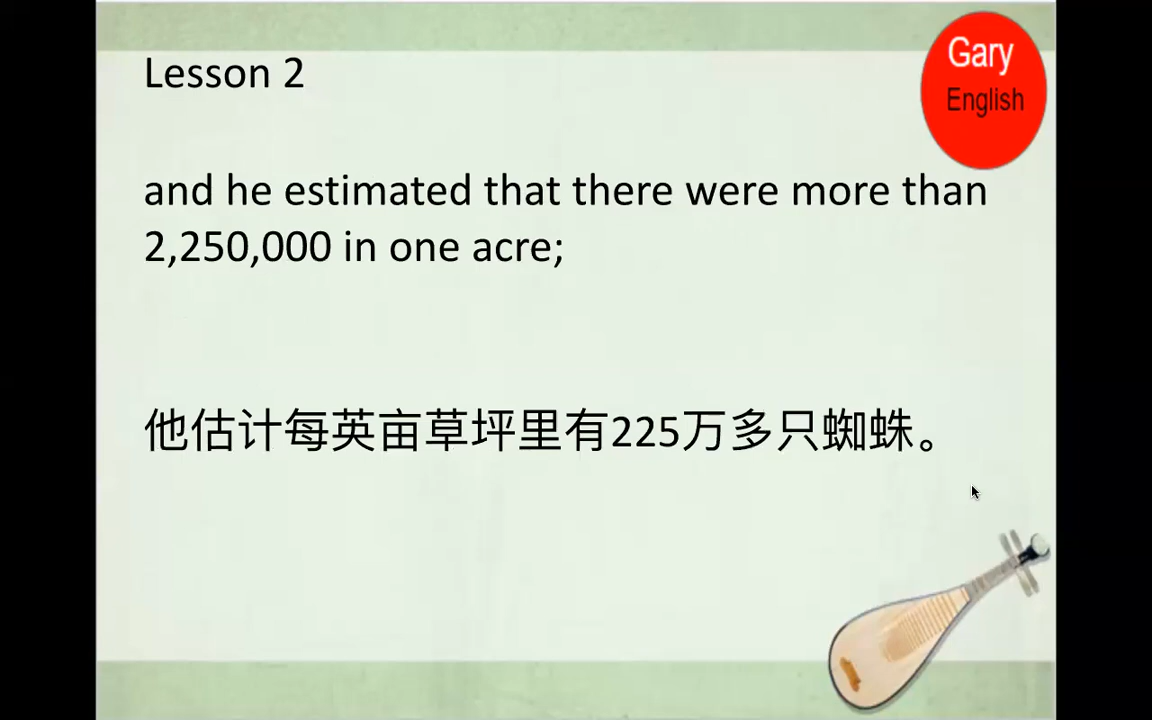 Lesson 2
Gary
English
and he estimated that there were more than
2,250,000 in one acre;
他估计每英亩草坪里有225万多只蜘蛛。